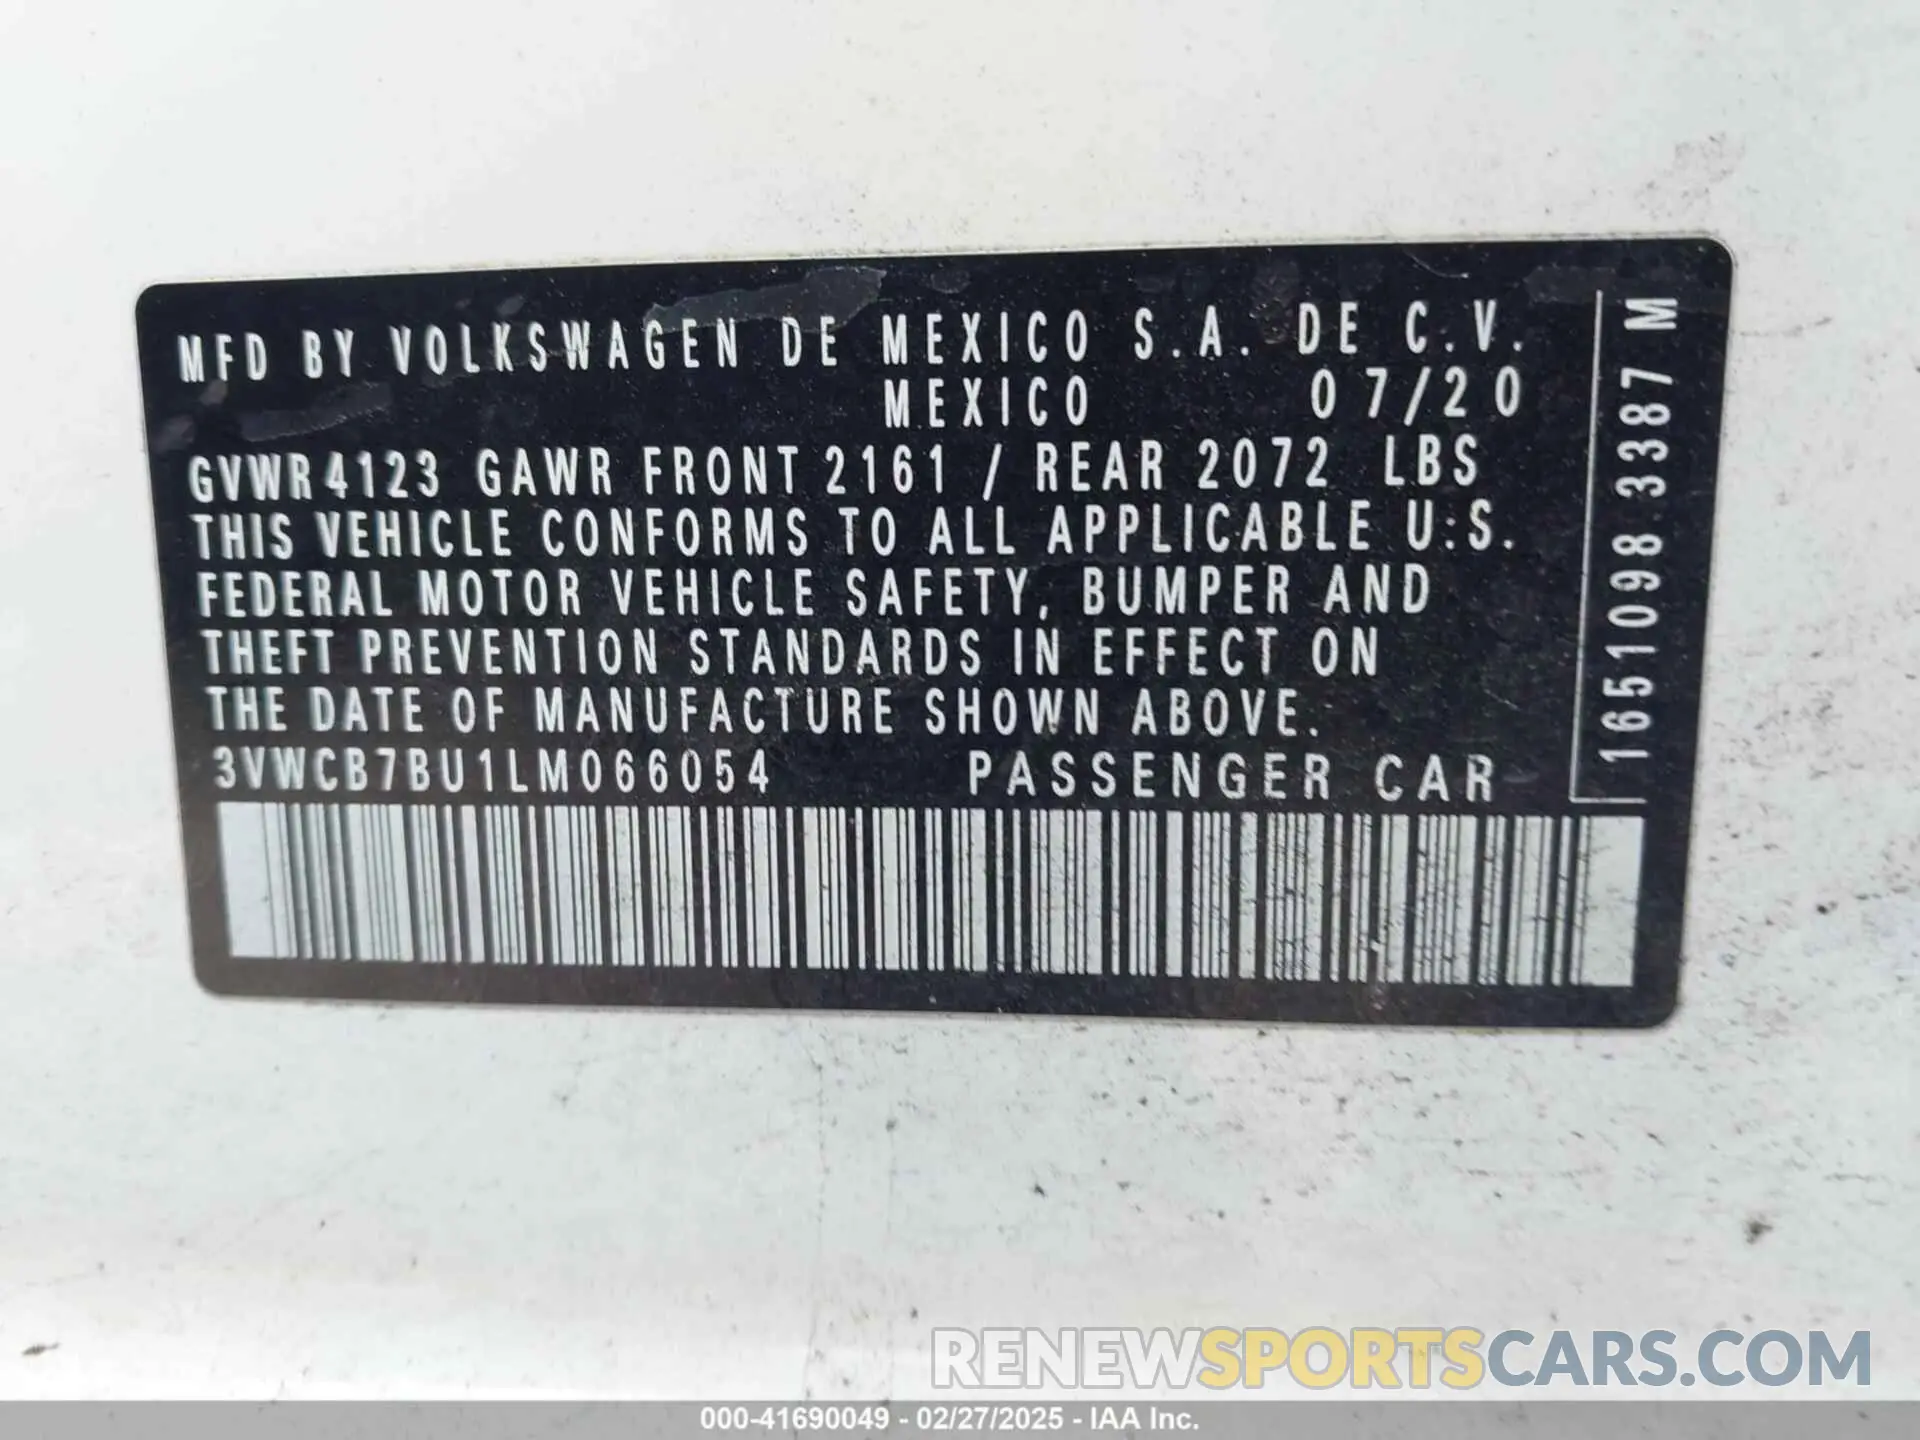 MFD BY VOLKSWAGEN DE MEXICO S.A. DE C.V.
MEXICO 07/20
GVWR 4123 GAWR FRONT 2161 / REAR 2072 LBS
THIS VEHICLE CONFORMS TO ALL APPLICABLE U.S.
FEDERAL MOTOR VEHICLE SAFETY, BUMPER AND
THEFT PREVENTION STANDARDS IN EFFECT ON
THE DATE OF MANUFACTURE SHOWN ABOVE.
3VWCB7BU1LM066054 PASSENGER CAR
1651098 3387 M
RENEWSPORTSCARS.COM
000-41690049 - 02/27/2025 - IAA Inc.